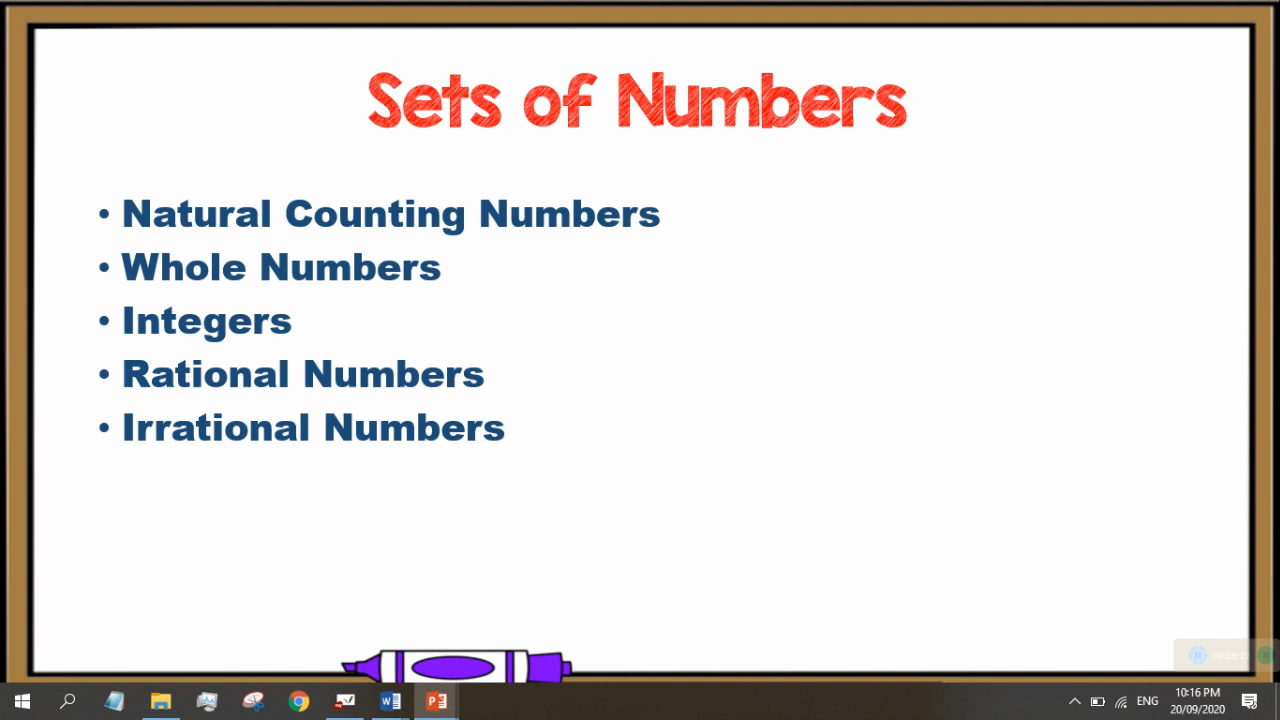 Sets of Numbers
• Natural Counting Numbers
• Whole Numbers
• Integers
• Rational Numbers
• Irrational Numbers
ENG
10:16 PM
20/09/2020